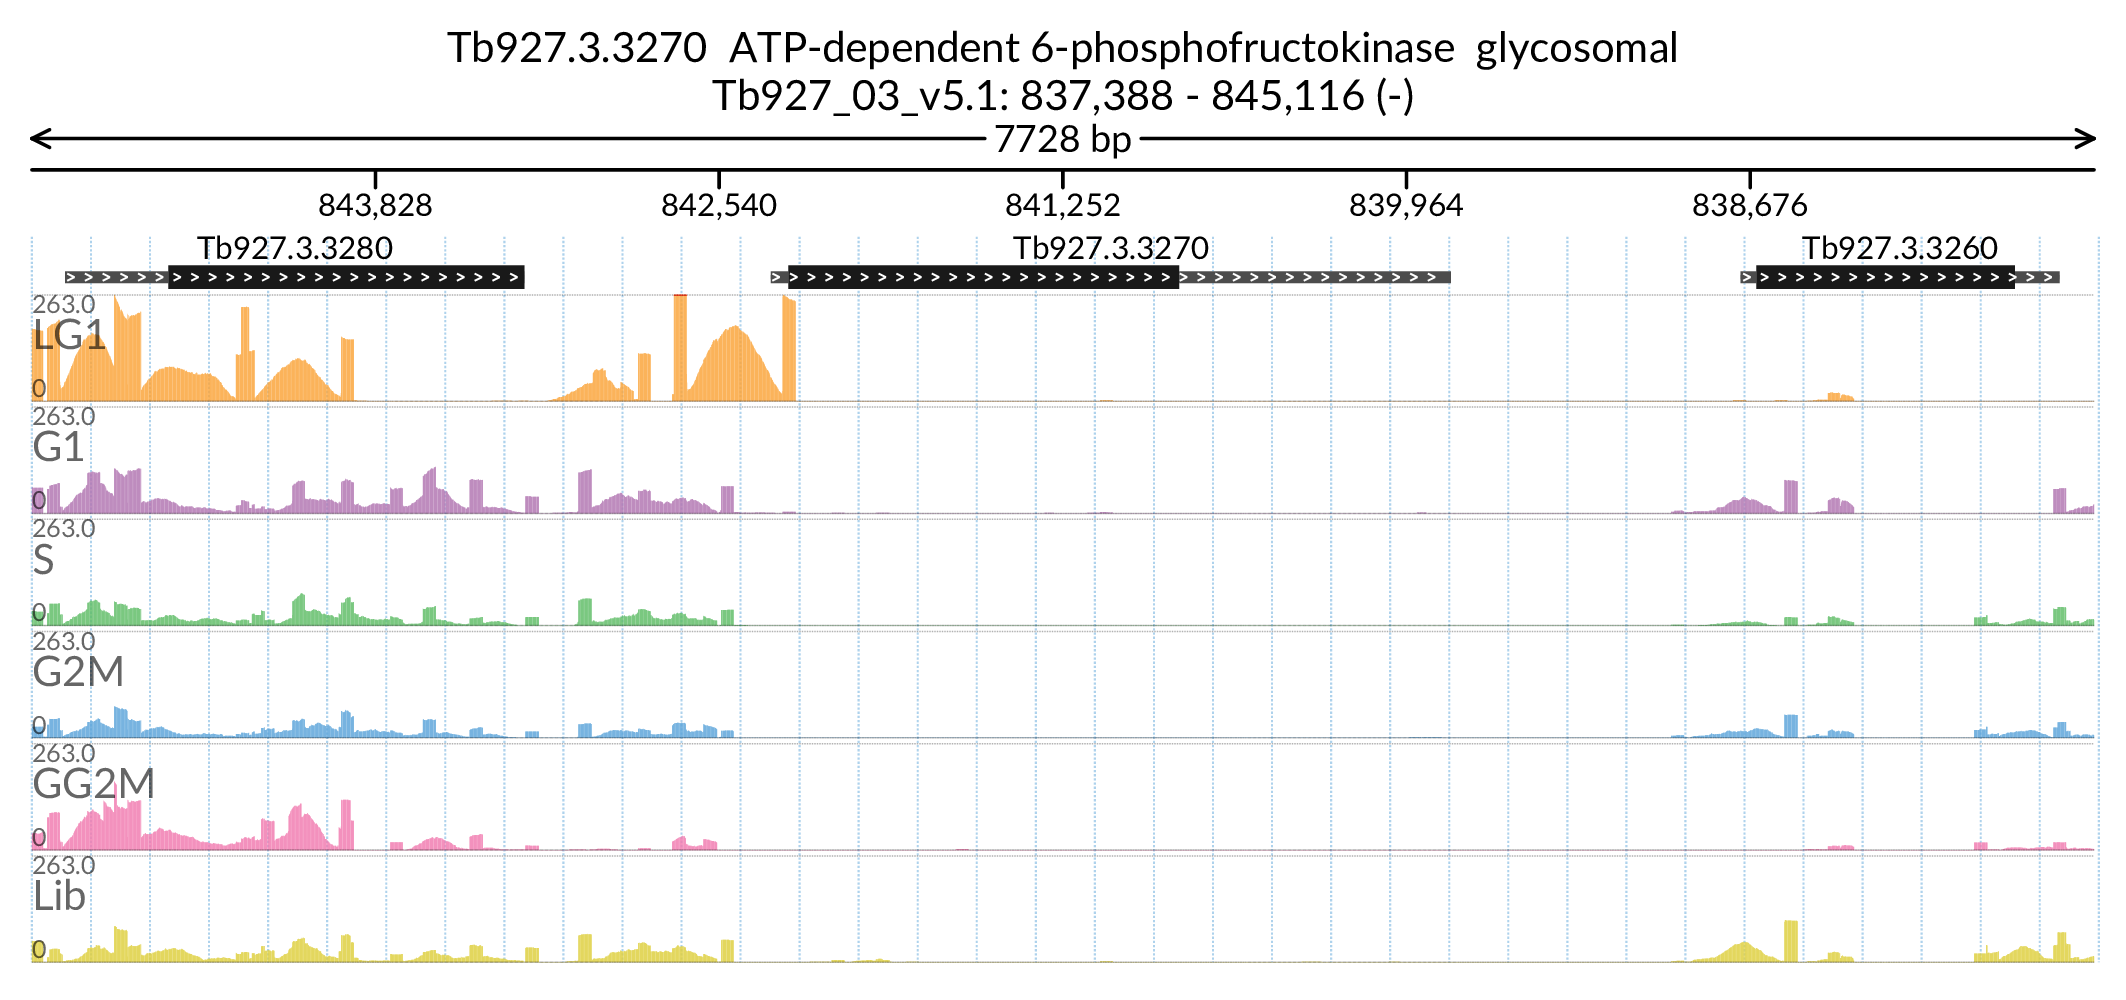 Tb927.3.3270 ATP-dependent 6-phosphofructokinase glycosomal
Tb927_03_v5.1: 837,388 - 845,116 (-)
7728 bp
843,828 842,540 841,252 839,964 838,676
Tb927.3.3280 Tb927.3.3270 Tb927.3.3260
263.0
LG1
0
263.0
G1
0
263.0
S
0
263.0
G2M
0
263.0
GG2M
0
263.0
Lib
0